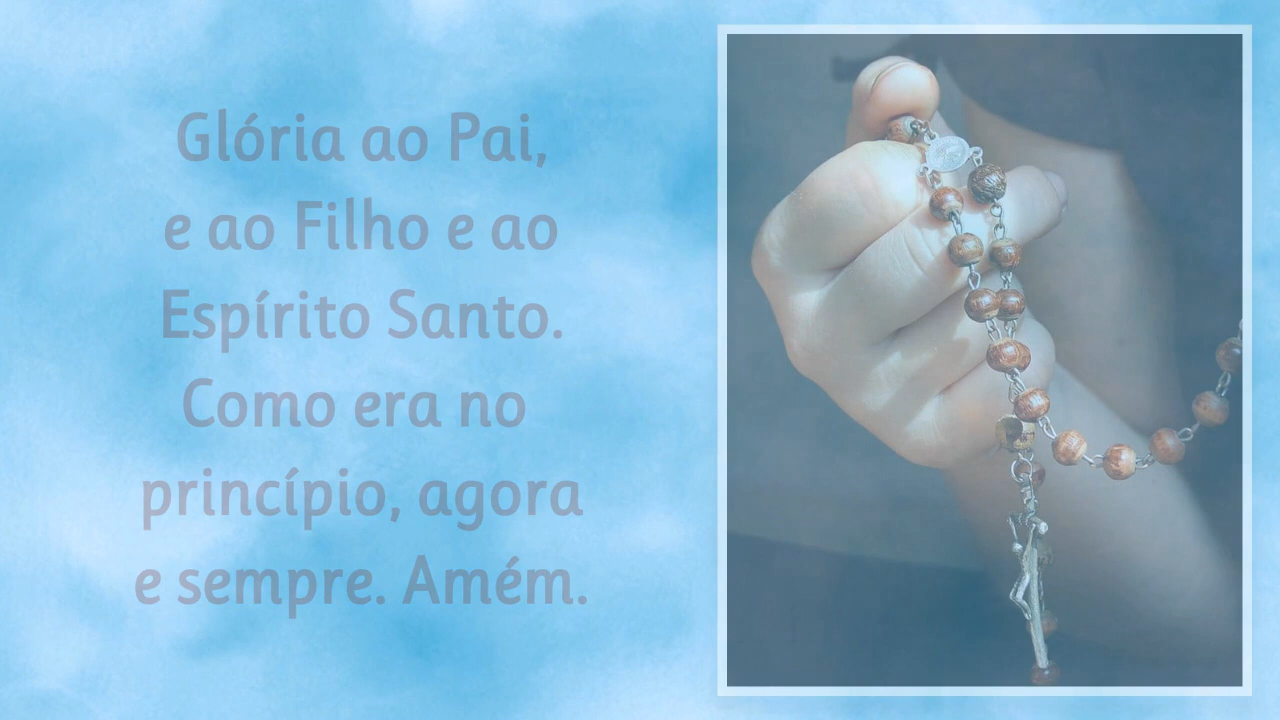 Glória ao Pai,
e ao Filho e ao
Espírito Santo.
Como era no
princípio, agora
e sempre. Amém.